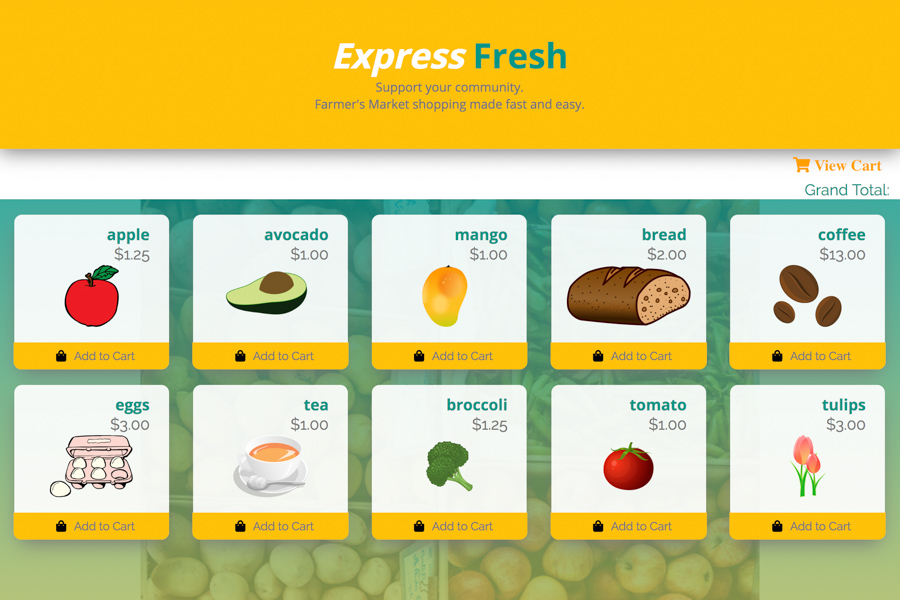 Express Fresh
Support your community.
Farmer's Market shopping made fast and easy.
View Cart
Grand Total:
apple
$1.25
Add to Cart
avocado
$1.00
Add to Cart
mango
$1.00
Add to Cart
bread
$2.00
Add to Cart
coffee
$13.00
Add to Cart
eggs
$3.00
Add to Cart
tea
$1.00
Add to Cart
broccoli
$1.25
Add to Cart
tomato
$1.00
Add to Cart
tulips
$3.00
Add to Cart